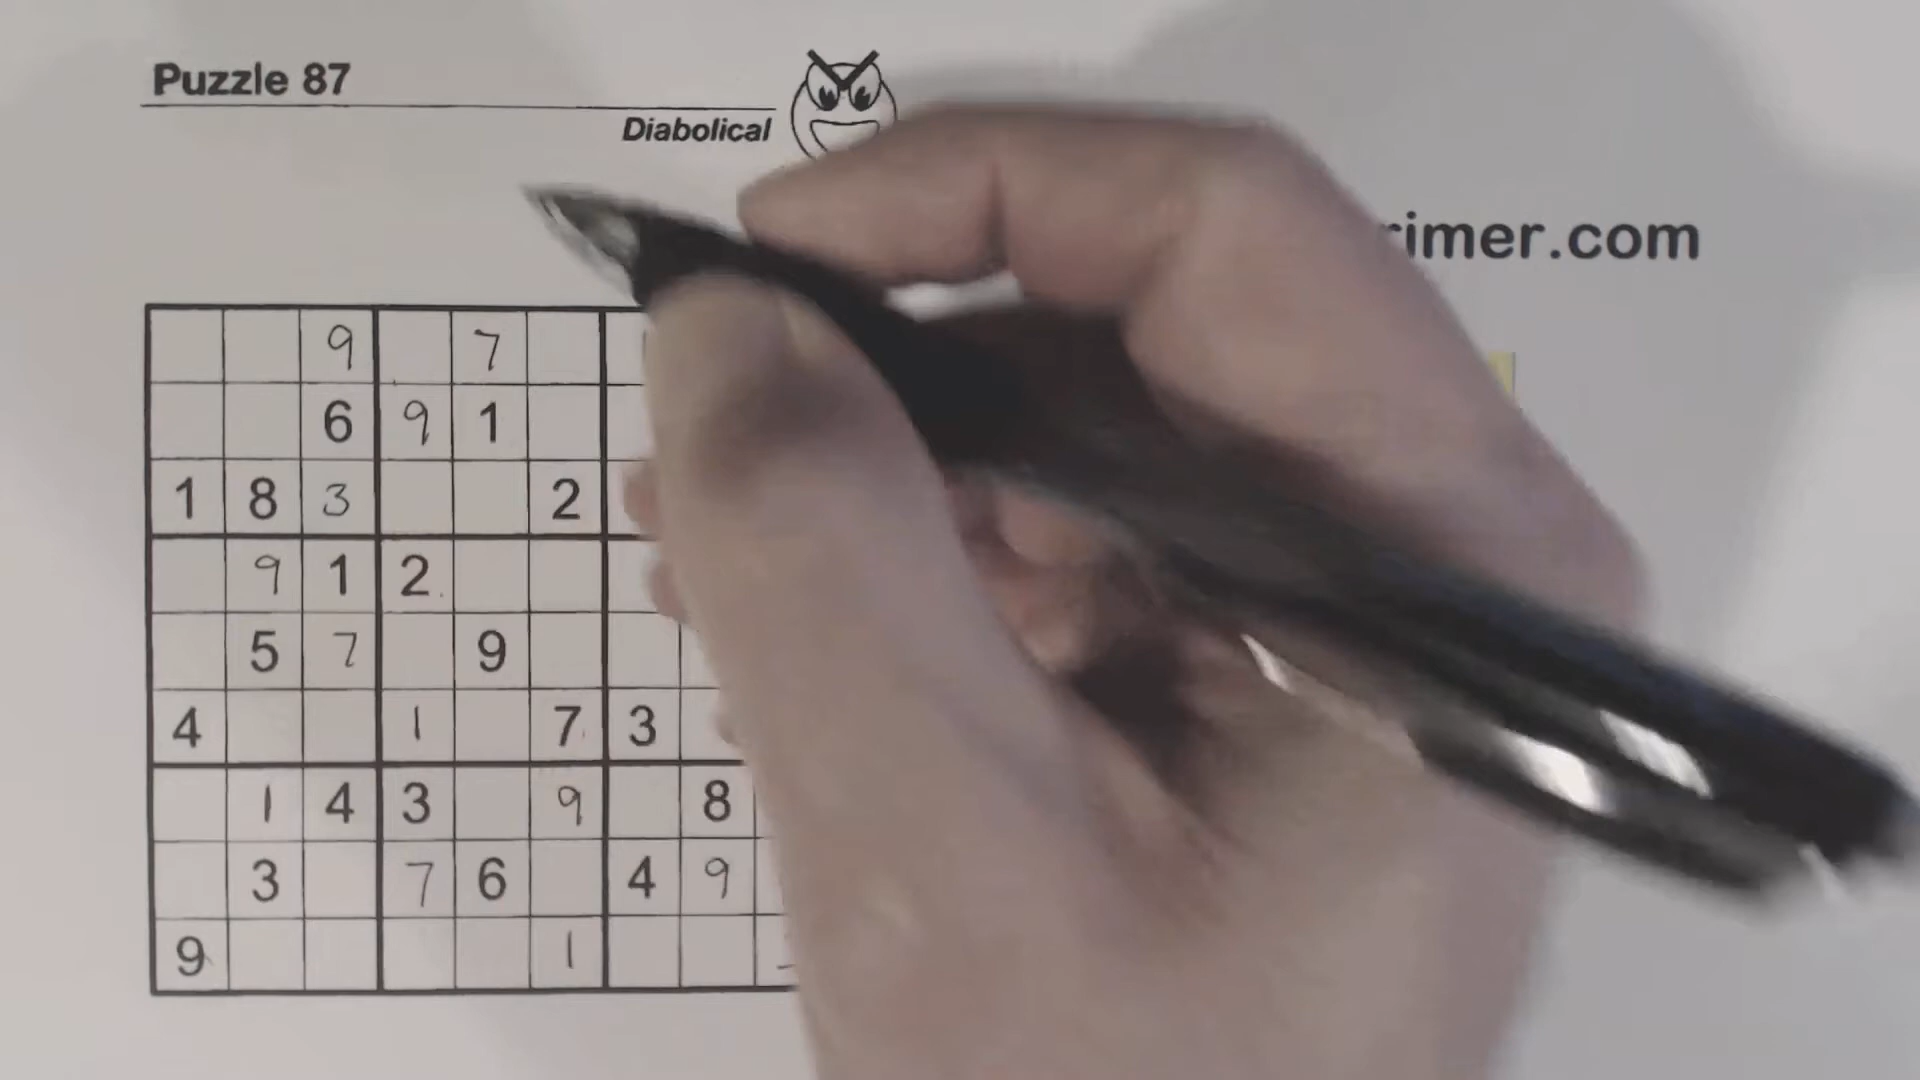 Puzzle 87
Diabolical
rimer.com
9 7
6 9 1
1 8 3 2
9 1 2
5 7 9
4 1 7 3
1 4 3 9 8
3 7 6 4 9
9 1